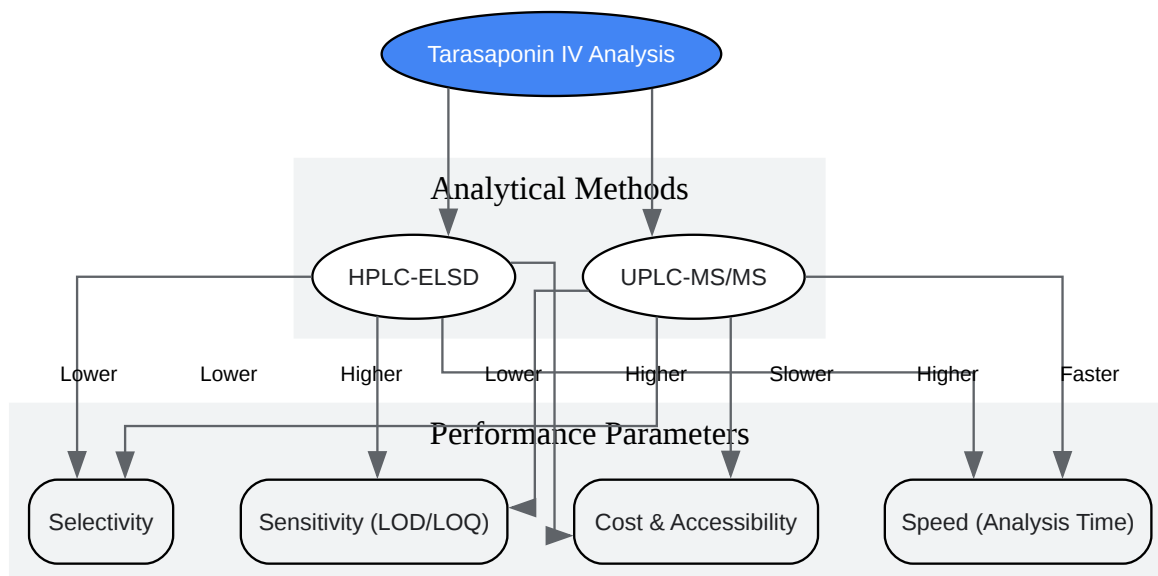 Tarasaponin IV Analysis
Analytical Methods
HPLC-ELSD
UPLC-MS/MS
Lower
Lower
Higher
Lower
Higher
Slower
Higher
Faster
Performance Parameters
Selectivity
Sensitivity (LOD/LOQ)
Cost & Accessibility
Speed (Analysis Time)